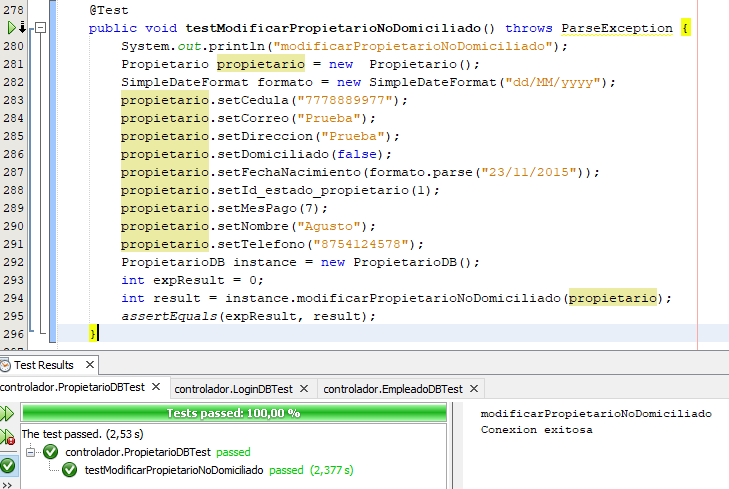 278 @Test
public void testModificarPropietarioNoDomiciliado() throws ParseException {
280 System.out.println("modificarPropietarioNoDomiciliado");
281 Propietario propietario = new  Propietario();
282 SimpleDateFormat formato = new SimpleDateFormat("dd/MM/yyyy");
283 propietario.setCedula("7778889977");
284 propietario.setCorreo("Prueba");
285 propietario.setDireccion("Prueba");
286 propietario.setDomiciliado(false);
287 propietario.setFechaNacimiento(formato.parse("23/11/2015"));
288 propietario.setId_estado_propietario(1);
289 propietario.setMesPago(7);
290 propietario.setNombre("Agusto");
291 propietario.setTelefono("8754124578");
292 PropietarioDB instance = new PropietarioDB();
293 int expResult = 0;
294 int result = instance.modificarPropietarioNoDomiciliado(propietario);
295 assertEquals(expResult, result);
296 }
Test Results
controlador.PropietarioDBTest controlador.LoginDBTest controlador.EmpleadoDBTest
Tests passed: 100,00 %
The test passed. (2,53 s)
controlador.PropietarioDBTest passed
testModificarPropietarioNoDomiciliado passed (2,377 s)
modificarPropietarioNoDomiciliado
Conexion exitosa